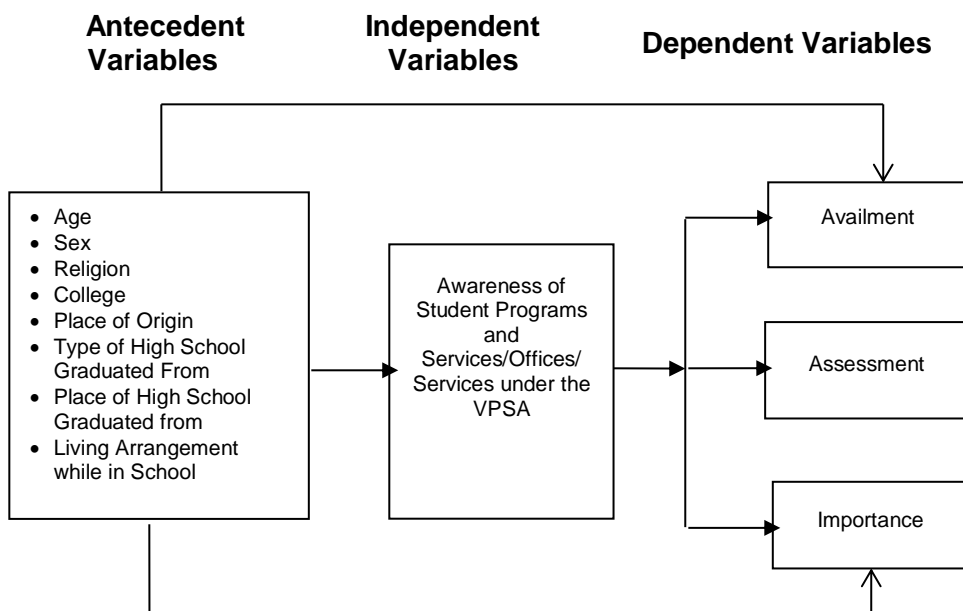 Antecedent
Variables
Independent
Variables
Dependent Variables
• Age
• Sex
• Religion
• College
• Place of Origin
• Type of High School
Graduated From
• Place of High School
Graduated from
• Living Arrangement
while in School
Awareness of
Student Programs
and
Services/Offices/
Services under the
VPSA
Availment
Assessment
Importance